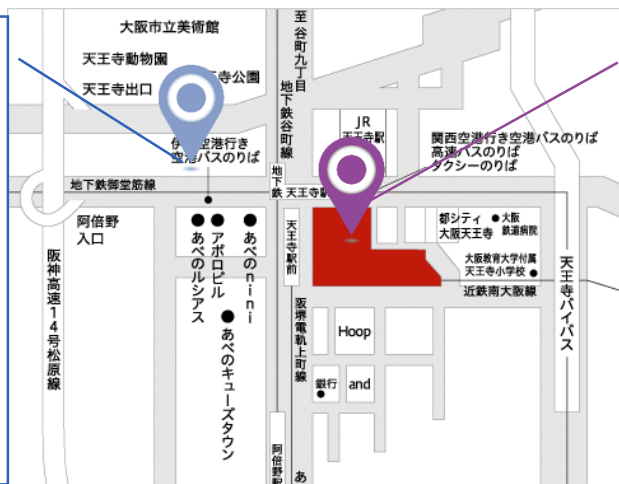 大阪市立美術館
天王寺動物園
天王寺出口
寺公園
至谷町九丁目
地下鉄谷町線
JR
天王寺駅
空港行き
空港バスのりば
関西空港行き空港バスのりば
高速バスのりば
タクシーのりば
地下鉄御堂筋線
地下鉄
天王寺駅
阿倍野
入口
あべのルシアス
アポロビル
あべのnini
天王寺駅前
都シティ
大阪天王寺
大阪
鉄道病院
大阪教育大学付属
天王寺小学校
近鉄南大阪線
天王寺バイパス
阪神高速14号松原線
あべのキューズタウン
阪堺電軌上町線
Hoop
銀行
and
阿倍野
あ